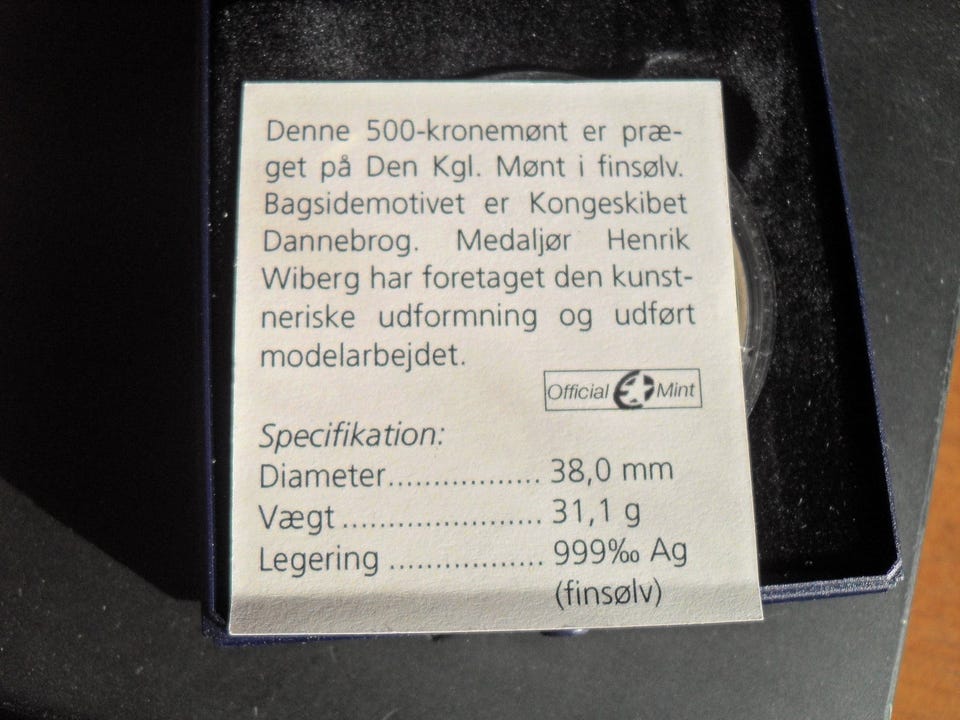 Denne 500-kronemønt er præ-
get på Den Kgl. Mønt i finsølv.
Bagsidemotivet er Kongeskibet
Dannebrog. Medaljør Henrik
Wiberg har foretaget den kunst-
neriske udformning og udført
modelarbejdet.
Official Mint
Specifikation:
Diameter................. 38,0 mm
Vægt ....................... 31,1 g
Legering .................. 999‰ Ag
(finsølv)